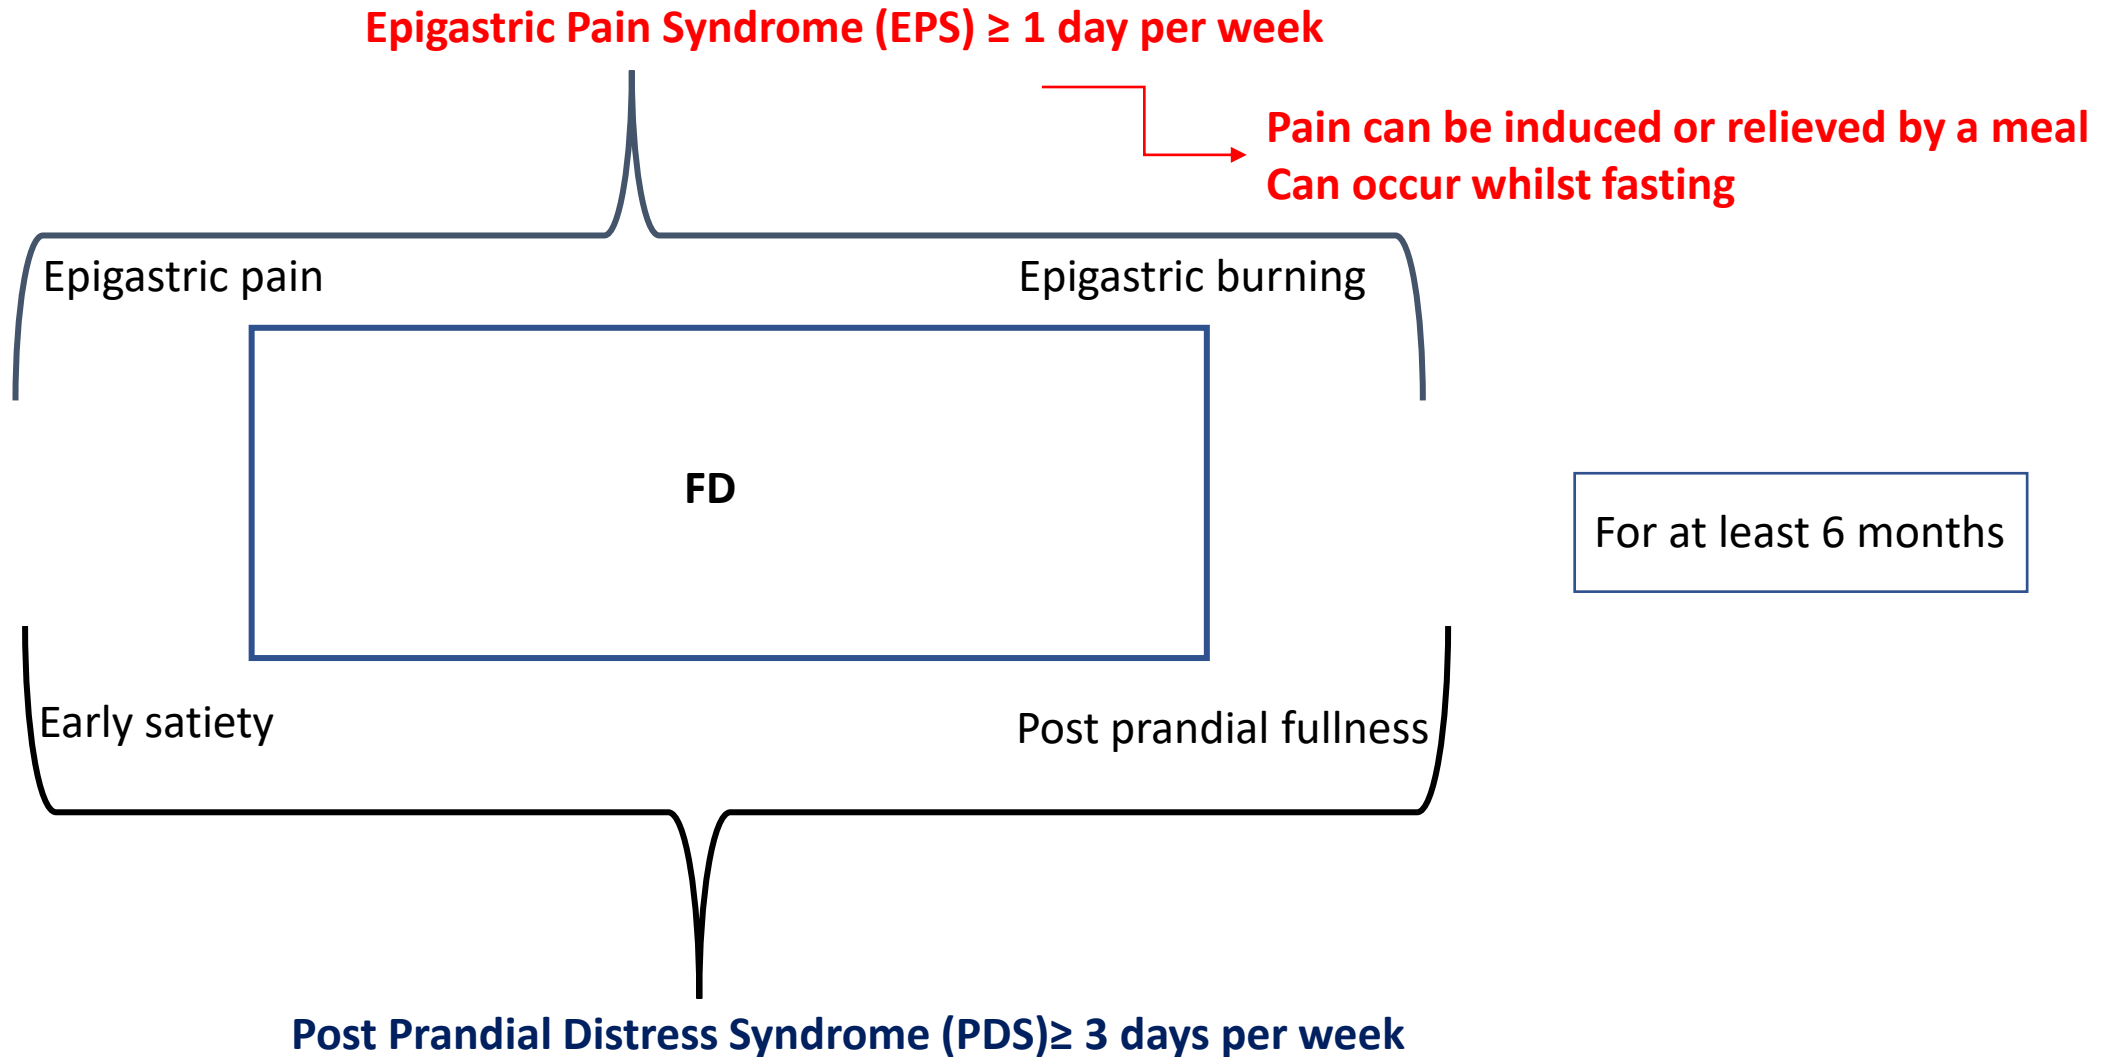 Epigastric Pain Syndrome (EPS) ≥ 1 day per week
Pain can be induced or relieved by a meal
Can occur whilst fasting
Epigastric pain
Epigastric burning
FD
For at least 6 months
Early satiety
Post prandial fullness
Post Prandial Distress Syndrome (PDS)≥ 3 days per week